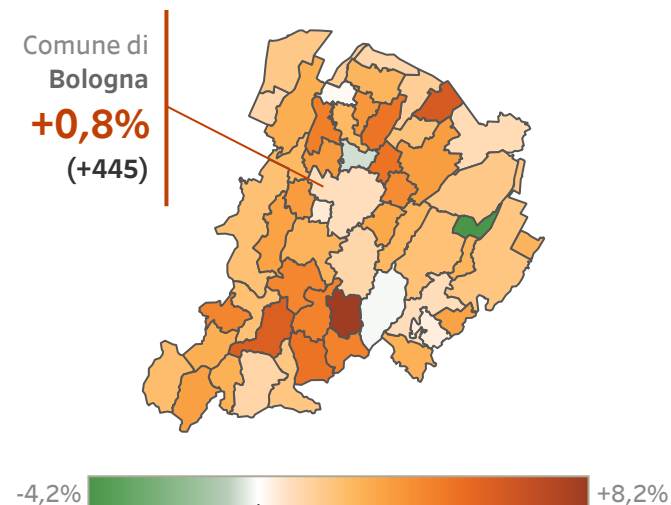 Comune di
Bologna
+0,8%
(+445)
-4,2%
+8,2%